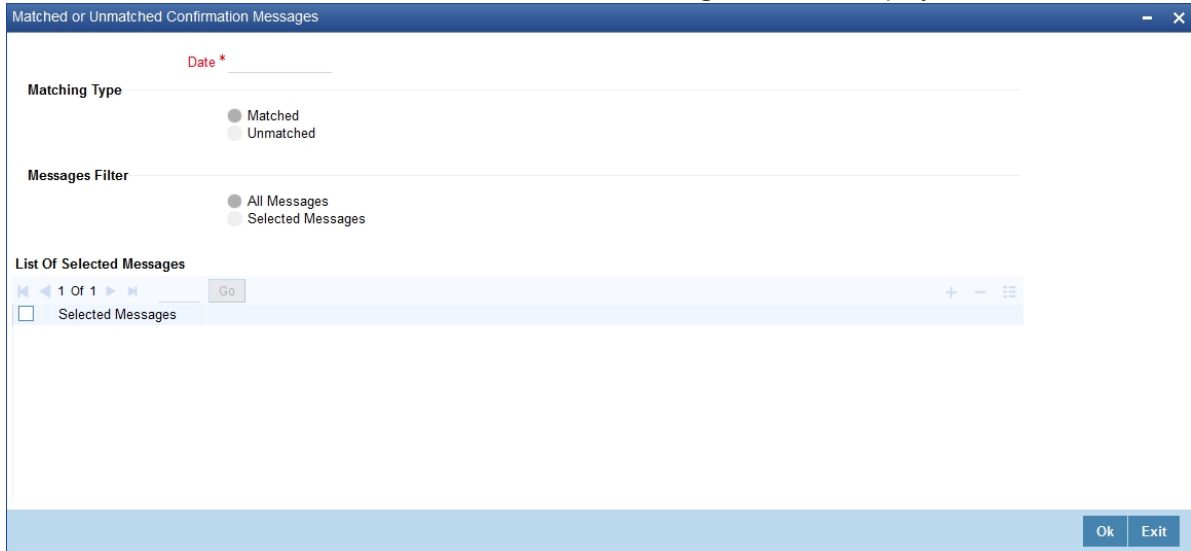 Matched or Unmatched Confirmation Messages
Date *
Matching Type
Matched
Unmatched
Messages Filter
All Messages
Selected Messages
List Of Selected Messages
1 Of 1 Go
Selected Messages
Ok Exit